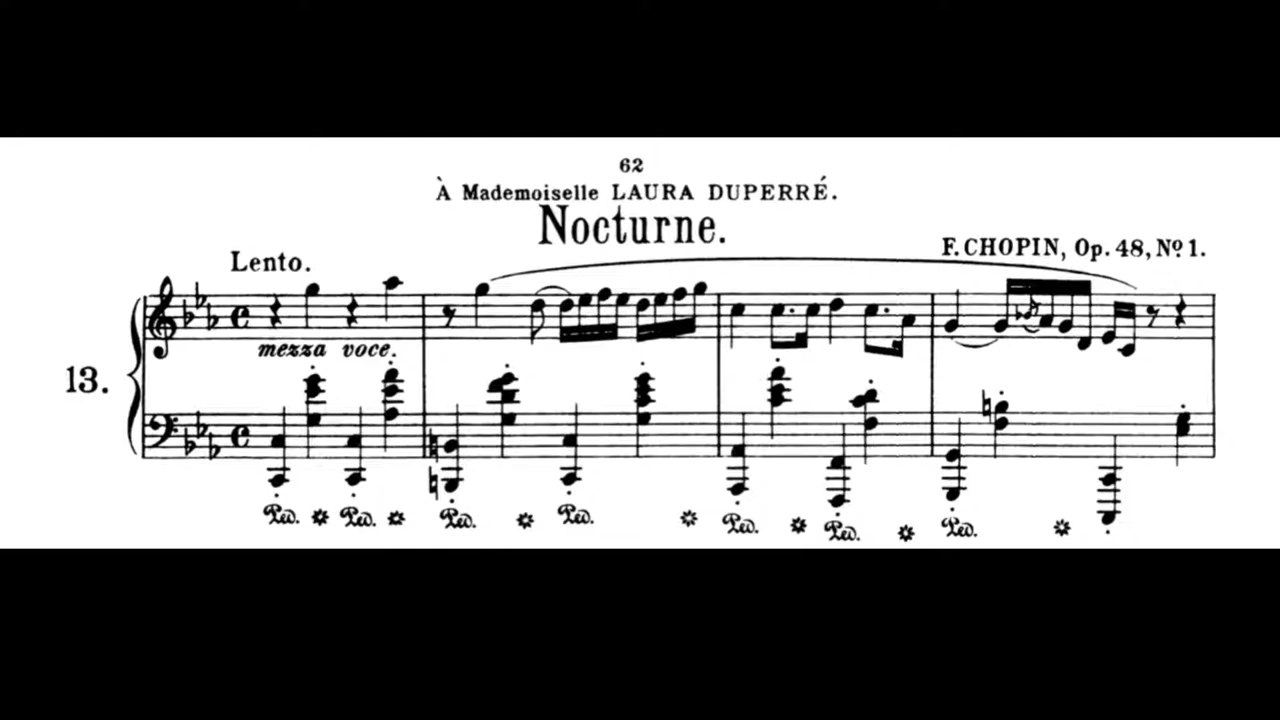 62
À Mademoiselle LAURA DUPERRÉ.
Nocturne.
F. CHOPIN, Op. 48, No 1.
Lento.
mezza voce.
13.
Ped. Ped. Ped. Ped. Ped. Ped. Ped.